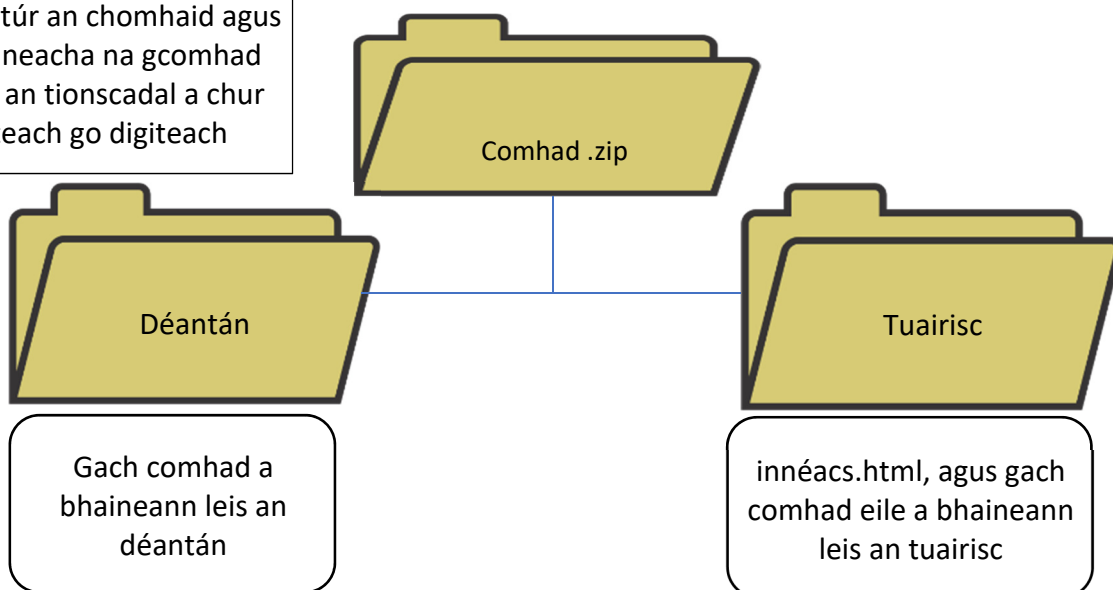 túr an chomhaid agus
neacha na gcomhad
an tionscadal a chur
each go digiteach
Comhad .zip
Déantán
Tuairisc
Gach comhad a
bhaineann leis an
déantán
innéacs.html, agus gach
comhad eile a bhaineann
leis an tuairisc